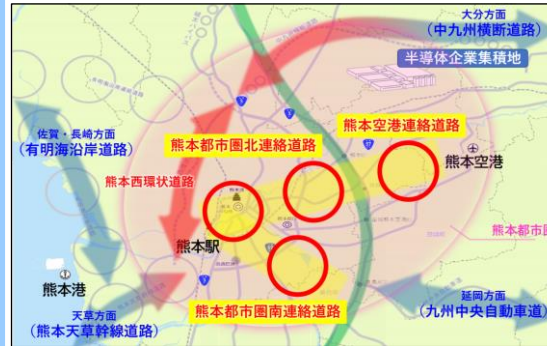 大分方面
（中九州横断道路）
半導体企業集積地
佐賀・長崎方面
（有明海沿岸道路）
熊本都市圏北連絡道路
熊本空港連絡道路
熊本空港
熊本西環状道路
熊本都市圏
熊本駅
熊本港
熊本都市圏南連絡道路
天草方面
（熊本天草幹線道路）
延岡方面
（九州中央自動車道）